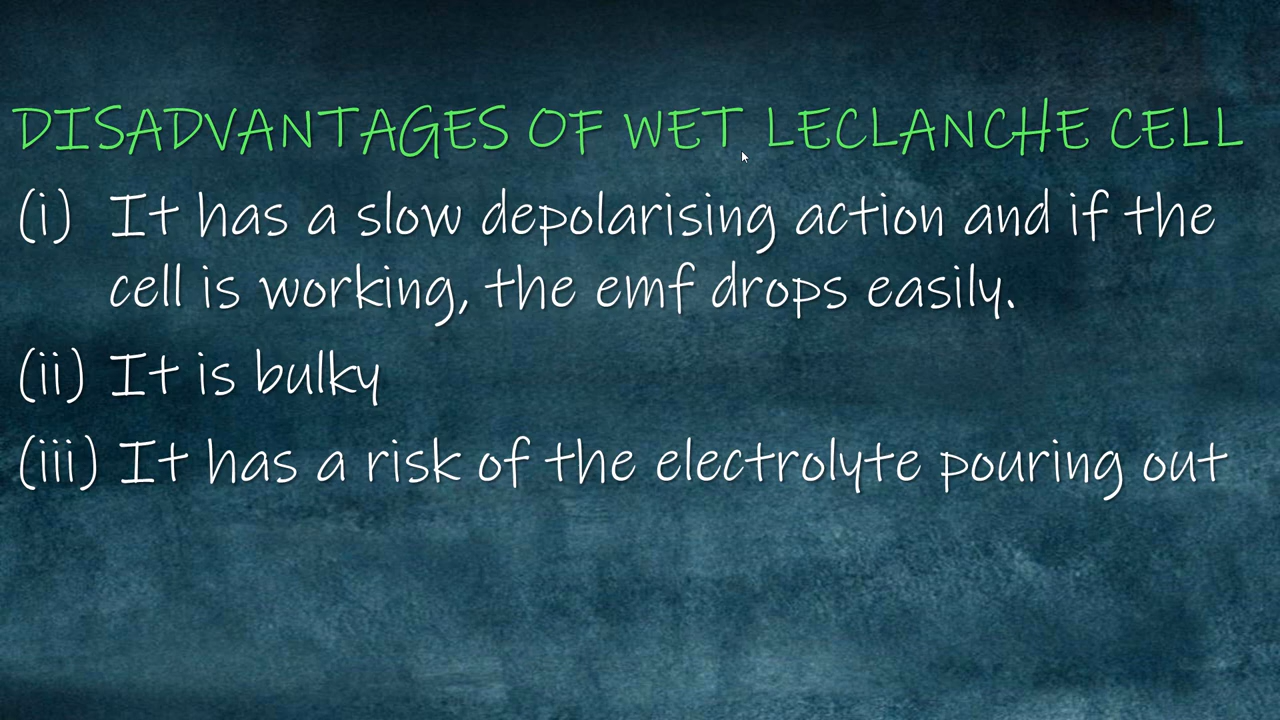 DISADVANTAGES OF WET LECLANCHE CELL
(i) It has a slow depolarising action and if the
cell is working, the emf drops easily.
(ii) It is bulky
(iii) It has a risk of the electrolyte pouring out